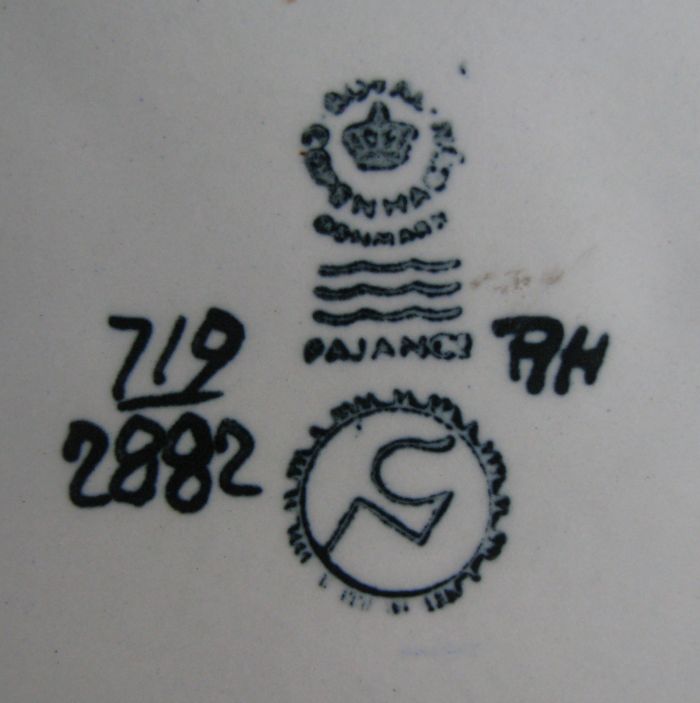 ROYAL
COPENHAGEN
DENMARK
FAJANCE
719
2882
RH